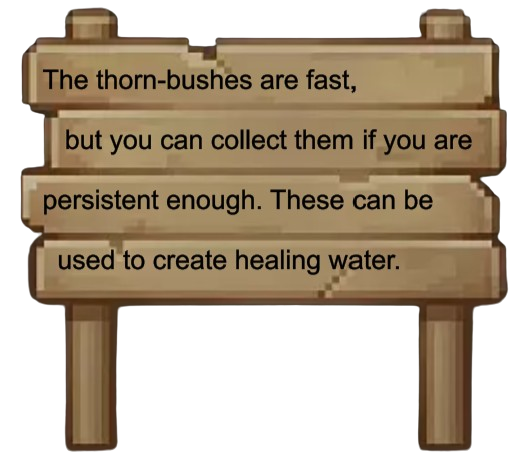 The thorn-bushes are fast,
but you can collect them if you are
persistent enough. These can be
used to create healing water.